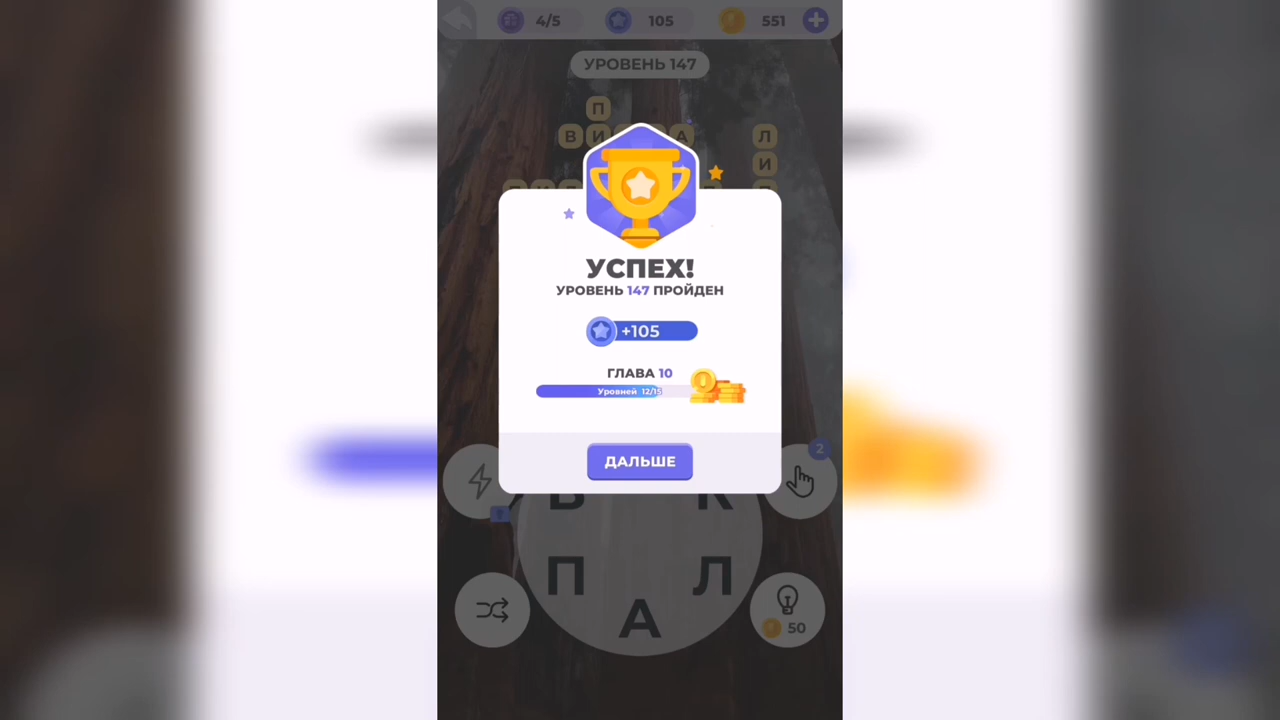 4/5 105 551
УРОВЕНЬ 147
П
Л
И
УСПЕХ!
УРОВЕНЬ 147 ПРОЙДЕН
+105
ГЛАВА 10
Уровней 12/15
2
ДАЛЬШЕ
П Л
А
50